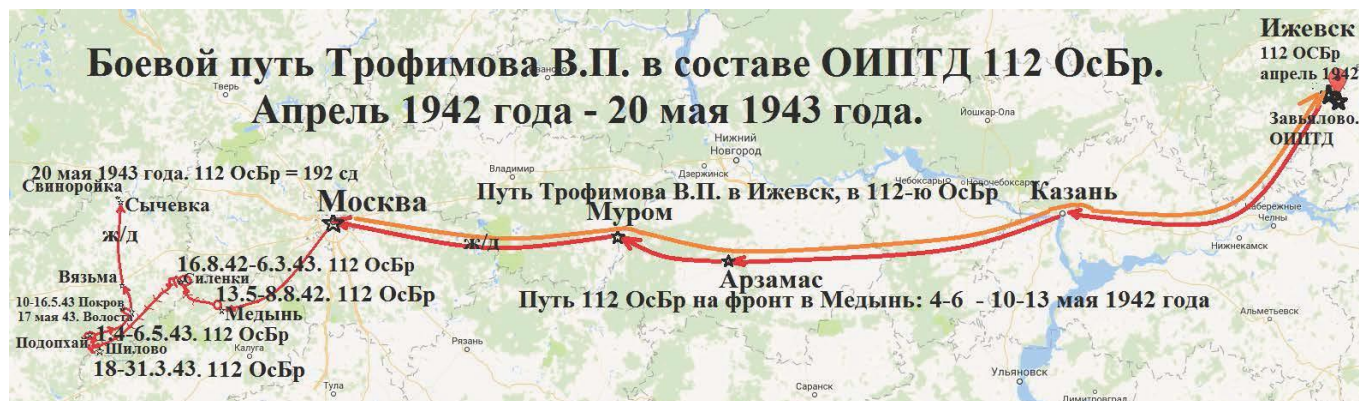 Боевой путь Трофимова В.П. в составе ОИПТД 112 ОсБр.
Апрель 1942 года - 20 мая 1943 года.
Ижевск
112 ОСБр
апрель 1942
Завьялово.
ОИПТД
Тверь
Иваново
Йошкар-Ола
Нижний
Новгород
Дзержинск
Владимир
Чебоксары
Новочебоксарск
20 мая 1943 года. 112 ОсБр = 192 сд
Свиноройка
Сычевка
Москва
Путь Трофимова В.П. в Ижевск, в 112-ю ОсБр
Казань
Муром
Набережные
Челны
Нижнекамск
ж/д
ж/д
Арзамас
16.8.42-6.3.43. 112 ОсБр
Вязьма
Силенки
13.5-8.8.42. 112 ОсБр
Путь 112 ОсБр на фронт в Медынь: 4-6 - 10-13 мая 1942 года
10-16.5.43 Покров
17 мая 43. Волоста
Медынь
Альметьевск
1.4-6.5.43. 112 ОсБр
Подопхай
Шилово
Калуга
Рязань
18-31.3.43. 112 ОсБр
Тула
Саранск
Ульяновск
Димитровград